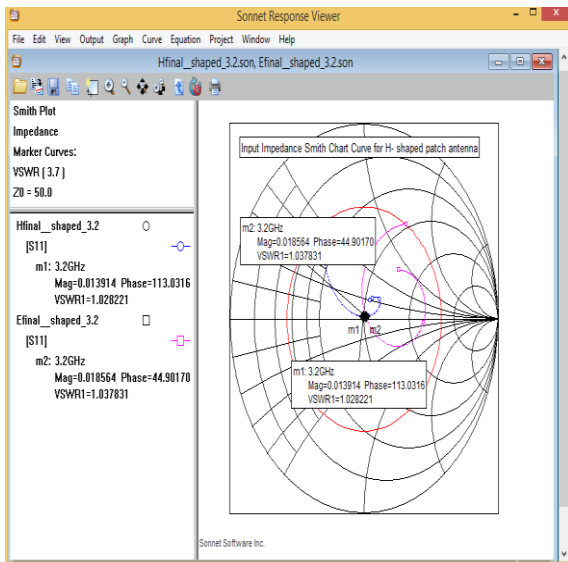 Sonnet Response Viewer
File Edit View Output Graph Curve Equation Project Window Help
Hfinal__shaped_3.2.son, Efinal__shaped_3.2.son
Smith Plot
Impedance
Marker Curves:
VSWR [ 3.7 ]
Z0 = 50.0
Hfinal__shaped_3.2
[S11]
m1: 3.2GHz
Mag=0.013914 Phase=113.0316
VSWR1=1.028221
Efinal__shaped_3.2
[S11]
m2: 3.2GHz
Mag=0.018564 Phase=44.90170
VSWR1=1.037831
Input Impedance Smith Chart Curve for H- shaped patch antenna
m2: 3.2GHz
Mag=0.018564 Phase=44.90170
VSWR1=1.037831
m1 m2
m1: 3.2GHz
Mag=0.013914 Phase=113.0316
VSWR1=1.028221
Sonnet Software Inc.